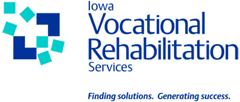 Iowa
Vocational
Rehabilitation
Services
Finding solutions. Generating success.